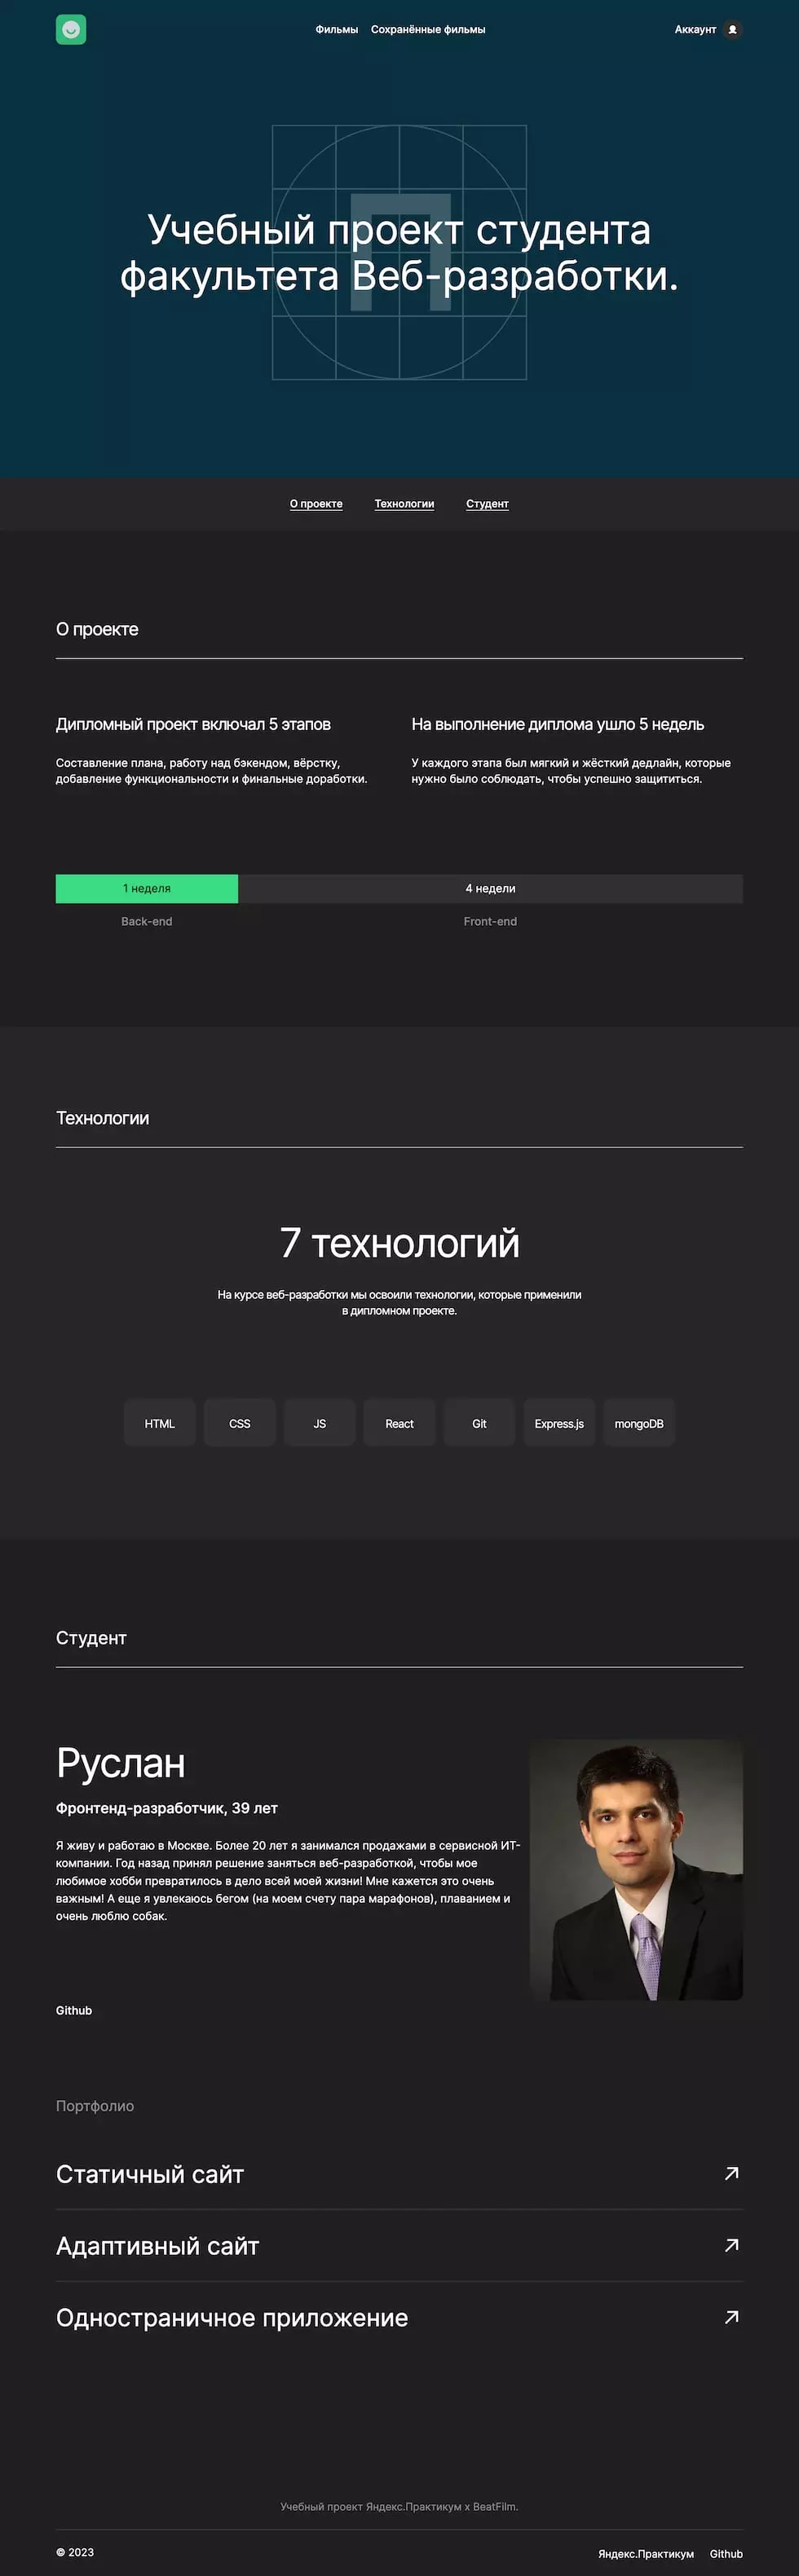 Фильмы Сохранённые фильмы Аккаунт
П
Учебный проект студента
факультета Веб-разработки.
О проекте Технологии Студент
О проекте
Дипломный проект включал 5 этапов
Составление плана, работу над бэкендом, вёрстку,
добавление функциональности и финальные доработки.
На выполнение диплома ушло 5 недель
У каждого этапа был мягкий и жёсткий дедлайн, которые
нужно было соблюдать, чтобы успешно защититься.
1 неделя 4 недели
Back-end Front-end
Технологии
7 технологий
На курсе веб-разработки мы освоили технологии, которые применили
в дипломном проекте.
HTML CSS JS React Git Express.js mongoDB
Студент
Руслан
Фронтенд-разработчик, 39 лет
Я живу и работаю в Москве. Более 20 лет я занимался продажами в сервисной ИТ-
компании. Год назад принял решение заняться веб-разработкой, чтобы мое
любимое хобби превратилось в дело всей моей жизни! Мне кажется это очень
важным! А еще я увлекаюсь бегом (на моем счету пара марафонов), плаванием и
очень люблю собак.
Github
Портфолио
Статичный сайт
Адаптивный сайт
Одностраничное приложение
Учебный проект Яндекс.Практикум х BeatFilm.
© 2023 Яндекс.Практикум Github